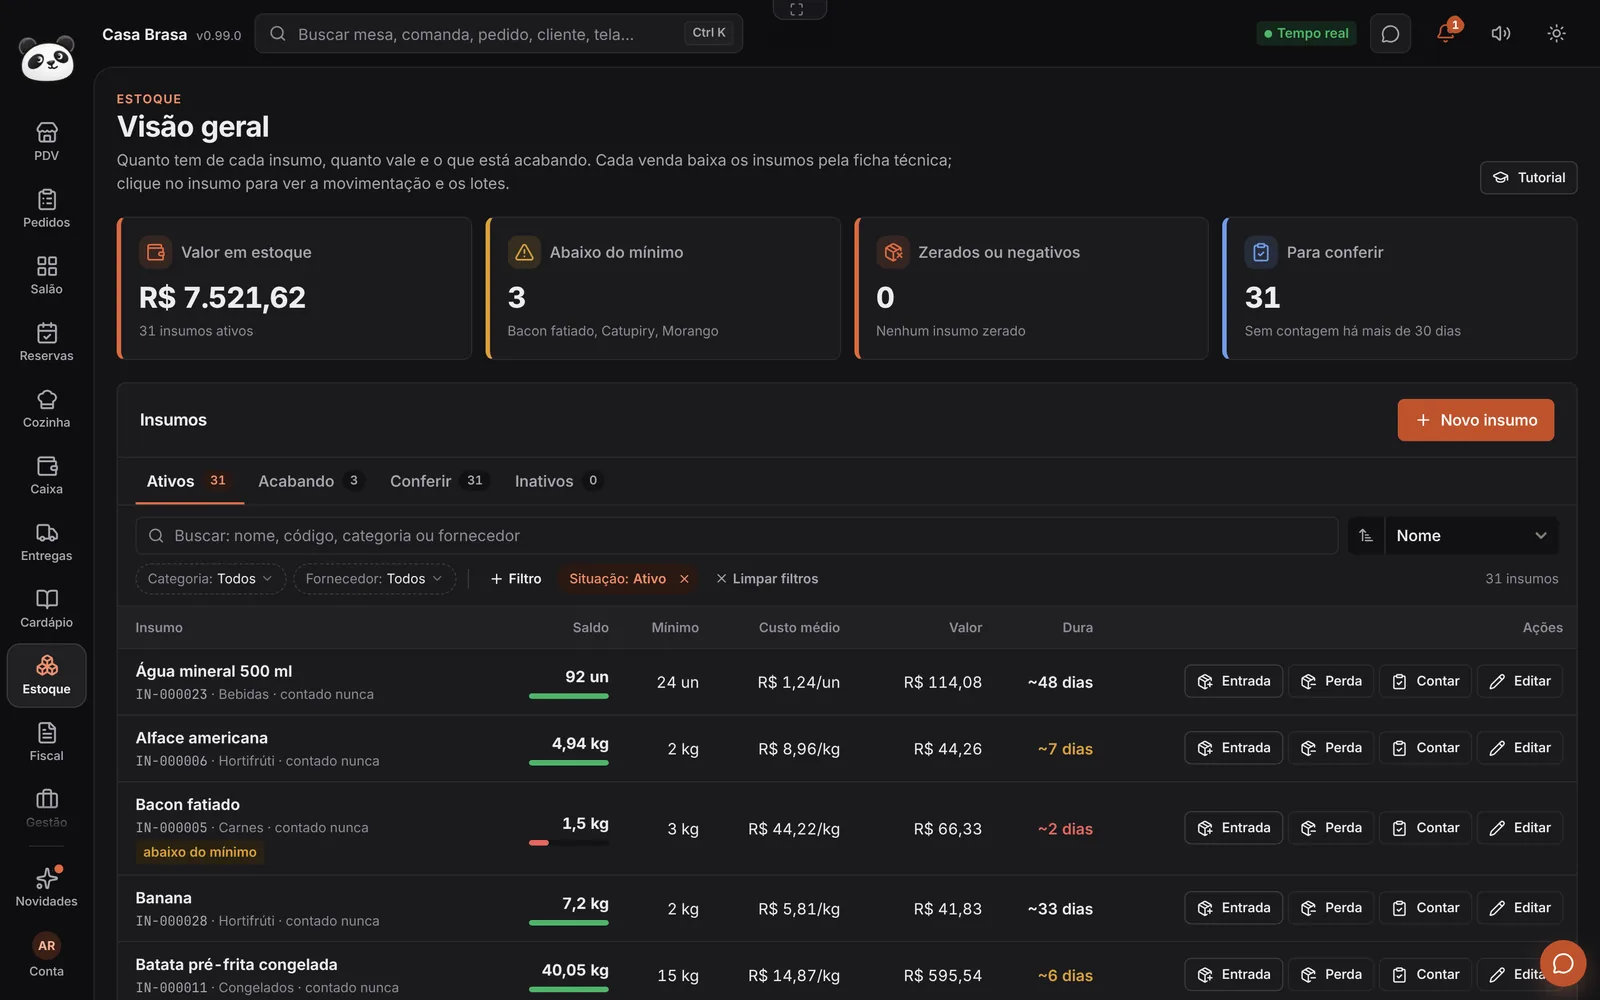 Casa Brasa v0.99.0
Buscar mesa, comanda, pedido, cliente, tela...
Ctrl K
Tempo real
1
PDV
Pedidos
Salão
Reservas
Cozinha
Caixa
Entregas
Cardápio
Estoque
Fiscal
Gestão
Novidades
AR
Conta
ESTOQUE
Visão geral
Quanto tem de cada insumo, quanto vale e o que está acabando. Cada venda baixa os insumos pela ficha técnica;
clique no insumo para ver a movimentação e os lotes.
Tutorial
Valor em estoque
R$ 7.521,62
31 insumos ativos
Abaixo do mínimo
3
Bacon fatiado, Catupiry, Morango
Zerados ou negativos
0
Nenhum insumo zerado
Para conferir
31
Sem contagem há mais de 30 dias
Insumos
+ Novo insumo
Ativos 31 Acabando 3 Conferir 31 Inativos 0
Buscar: nome, código, categoria ou fornecedor
Nome
Categoria: Todos Fornecedor: Todos + Filtro Situação: Ativo × × Limpar filtros 31 insumos
Insumo Saldo Mínimo Custo médio Valor Dura Ações
Água mineral 500 ml
IN-000023 · Bebidas · contado nunca
92 un 24 un R$ 1,24/un R$ 114,08 ~48 dias Entrada Perda Contar Editar
Alface americana
IN-000006 · Hortifrúti · contado nunca
4,94 kg 2 kg R$ 8,96/kg R$ 44,26 ~7 dias Entrada Perda Contar Editar
Bacon fatiado
IN-000005 · Carnes · contado nunca
abaixo do mínimo
1,5 kg 3 kg R$ 44,22/kg R$ 66,33 ~2 dias Entrada Perda Contar Editar
Banana
IN-000028 · Hortifrúti · contado nunca
7,2 kg 2 kg R$ 5,81/kg R$ 41,83 ~33 dias Entrada Perda Contar Editar
Batata pré-frita congelada
IN-000011 · Congelados · contado nunca
40,05 kg 15 kg R$ 14,87/kg R$ 595,54 ~6 dias Entrada Perda Contar